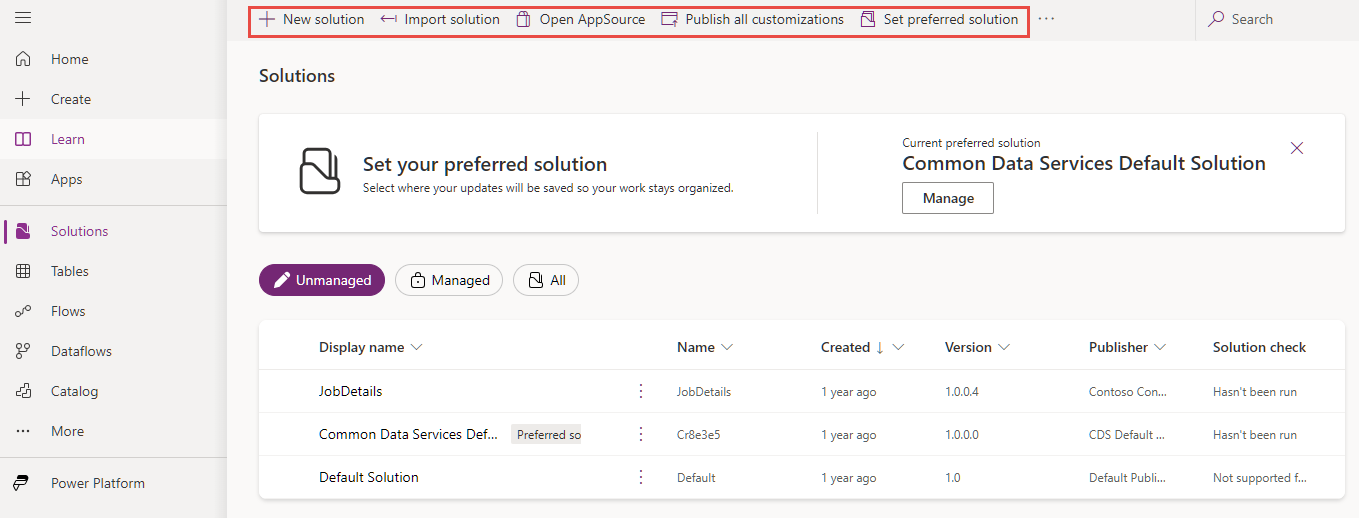 New solution Import solution Open AppSource Publish all customizations Set preferred solution ··· Search
Home
Create
Learn
Apps
Solutions
Tables
Flows
Dataflows
Catalog
More
Power Platform
Solutions
Set your preferred solution
Select where your updates will be saved so your work stays organized.
Current preferred solution
Common Data Services Default Solution
Manage
Unmanaged Managed All
Display name Name Created Version Publisher Solution check
JobDetails JobDetails 1 year ago 1.0.0.4 Contoso Con... Hasn't been run
Common Data Services Def... Preferred so Cr8e3e5 1 year ago 1.0.0.0 CDS Default ... Hasn't been run
Default Solution Default 1 year ago 1.0 Default Publi... Not supported f...